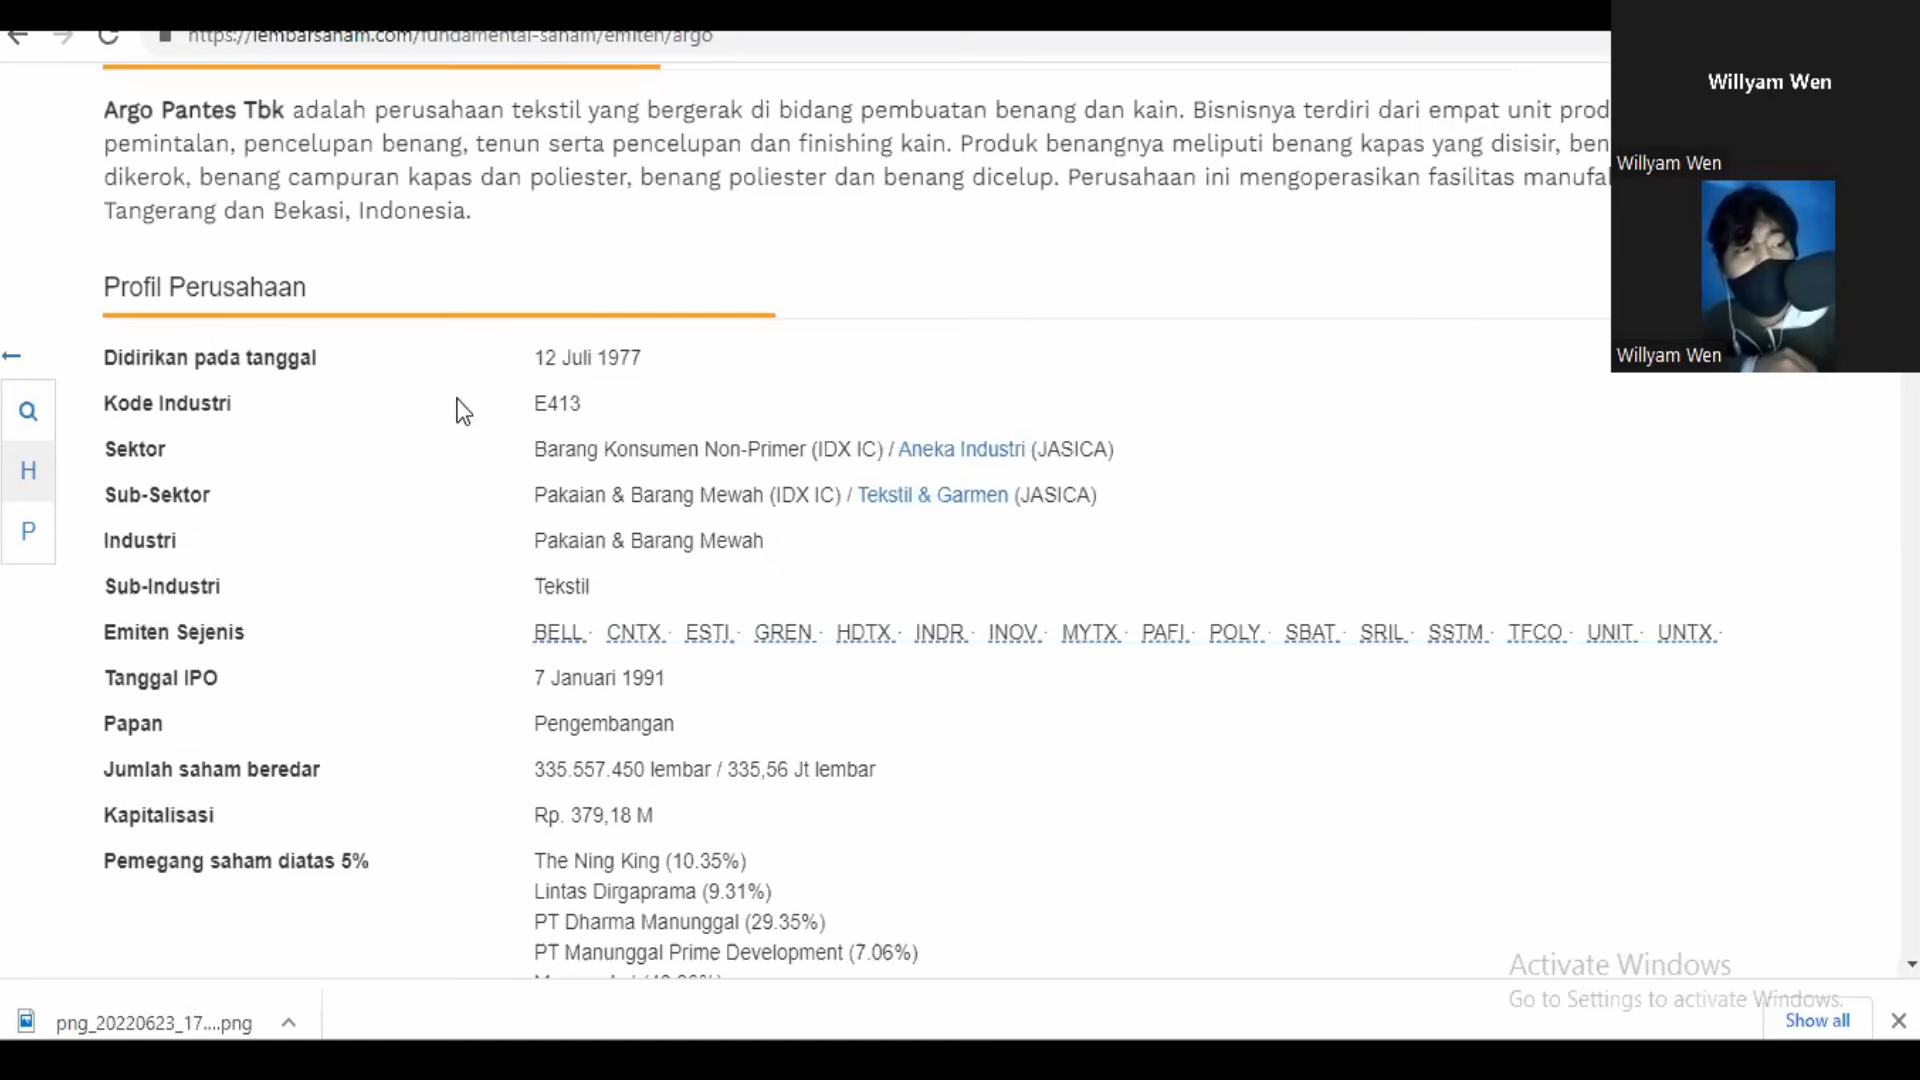 https://lembarsaham.com/fundamental-saham/emiten/argo
Argo Pantes Tbk adalah perusahaan tekstil yang bergerak di bidang pembuatan benang dan kain. Bisnisnya terdiri dari empat unit prod
pemintalan, pencelupan benang, tenun serta pencelupan dan finishing kain. Produk benangnya meliputi benang kapas yang disisir, ben
dikerok, benang campuran kapas dan poliester, benang poliester dan benang dicelup. Perusahaan ini mengoperasikan fasilitas manufa
Tangerang dan Bekasi, Indonesia.
Willyam Wen
Willyam Wen
Willyam Wen
Profil Perusahaan
Didirikan pada tanggal 12 Juli 1977
Kode Industri E413
Sektor Barang Konsumen Non-Primer (IDX IC) / Aneka Industri (JASICA)
Sub-Sektor Pakaian & Barang Mewah (IDX IC) / Tekstil & Garmen (JASICA)
Industri Pakaian & Barang Mewah
Sub-Industri Tekstil
Emiten Sejenis BELL CNTX ESTI GREN HDTX INDR INOV MYTX PAFI POLY SBAT SRIL SSTM TFCO UNIT UNTX
Tanggal IPO 7 Januari 1991
Papan Pengembangan
Jumlah saham beredar 335.557.450 lembar / 335,56 Jt lembar
Kapitalisasi Rp. 379,18 M
Pemegang saham diatas 5% The Ning King (10.35%)
Lintas Dirgaprama (9.31%)
PT Dharma Manunggal (29.35%)
PT Manunggal Prime Development (7.06%)
H
P
Activate Windows
Go to Settings to activate Windows.
png_20220623_17....png
Show all